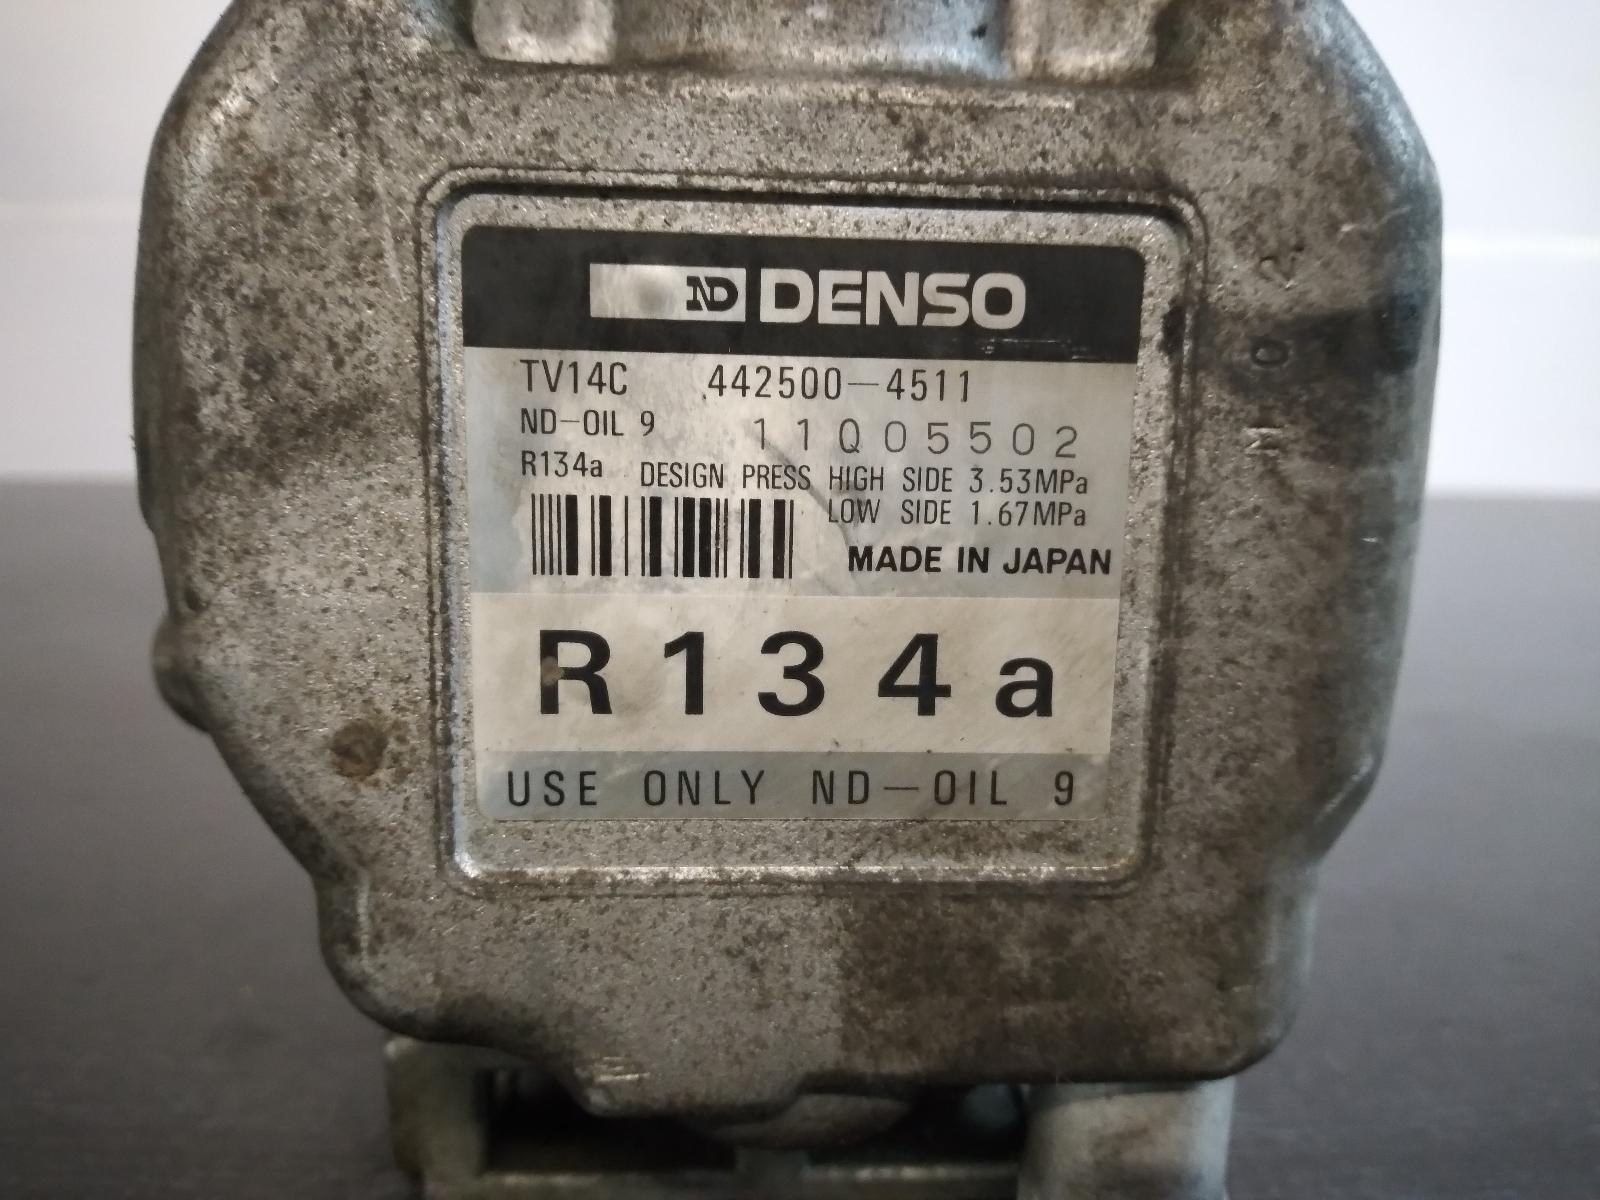 ND DENSO
TV14C 442500-4511
ND-OIL 9 11Q05502
R134a DESIGN PRESS HIGH SIDE 3.53MPa
LOW SIDE 1.67MPa
MADE IN JAPAN
R134a
USE ONLY ND-OIL 9
M022